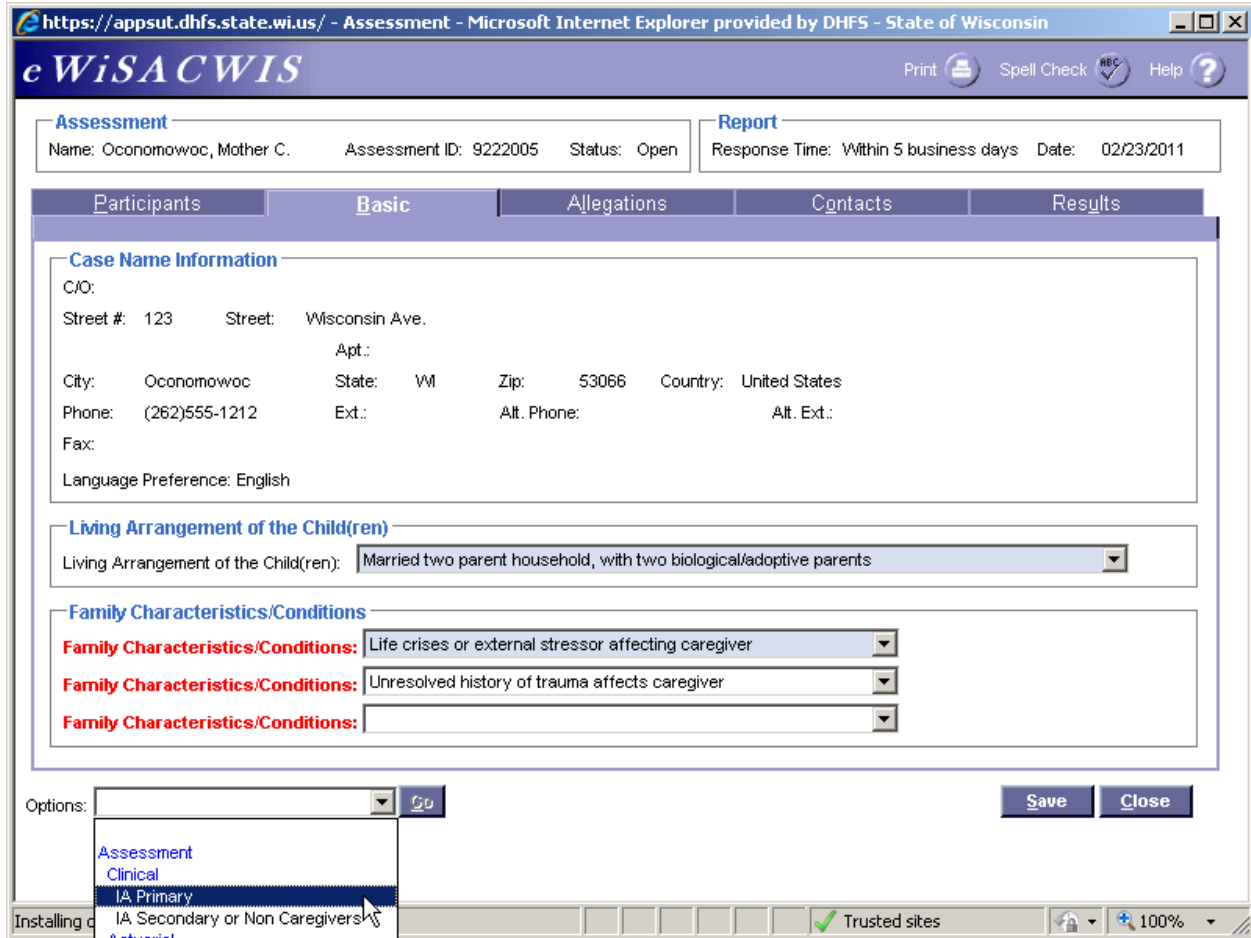 https://appsut.dhfs.state.wi.us/ - Assessment - Microsoft Internet Explorer provided by DHFS - State of Wisconsin
e WiSACWIS Print Spell Check ABC Help ?
Assessment Report
Name: Oconomowoc, Mother C. Assessment ID: 9222005 Status: Open Response Time: Within 5 business days Date: 02/23/2011
Participants Basic Allegations Contacts Results
Case Name Information
C/O:
Street #: 123 Street: Wisconsin Ave.
Apt.:
City: Oconomowoc State: WI Zip: 53066 Country: United States
Phone: (262)555-1212 Ext.: Alt. Phone: Alt. Ext.:
Fax:
Language Preference: English
Living Arrangement of the Child(ren)
Living Arrangement of the Child(ren): Married two parent household, with two biological/adoptive parents
Family Characteristics/Conditions
Family Characteristics/Conditions: Life crises or external stressor affecting caregiver
Family Characteristics/Conditions: Unresolved history of trauma affects caregiver
Family Characteristics/Conditions:
Options: Go Save Close
Assessment
Clinical
IA Primary
Installing IA Secondary or Non Caregivers Trusted sites 100%
Actuarial